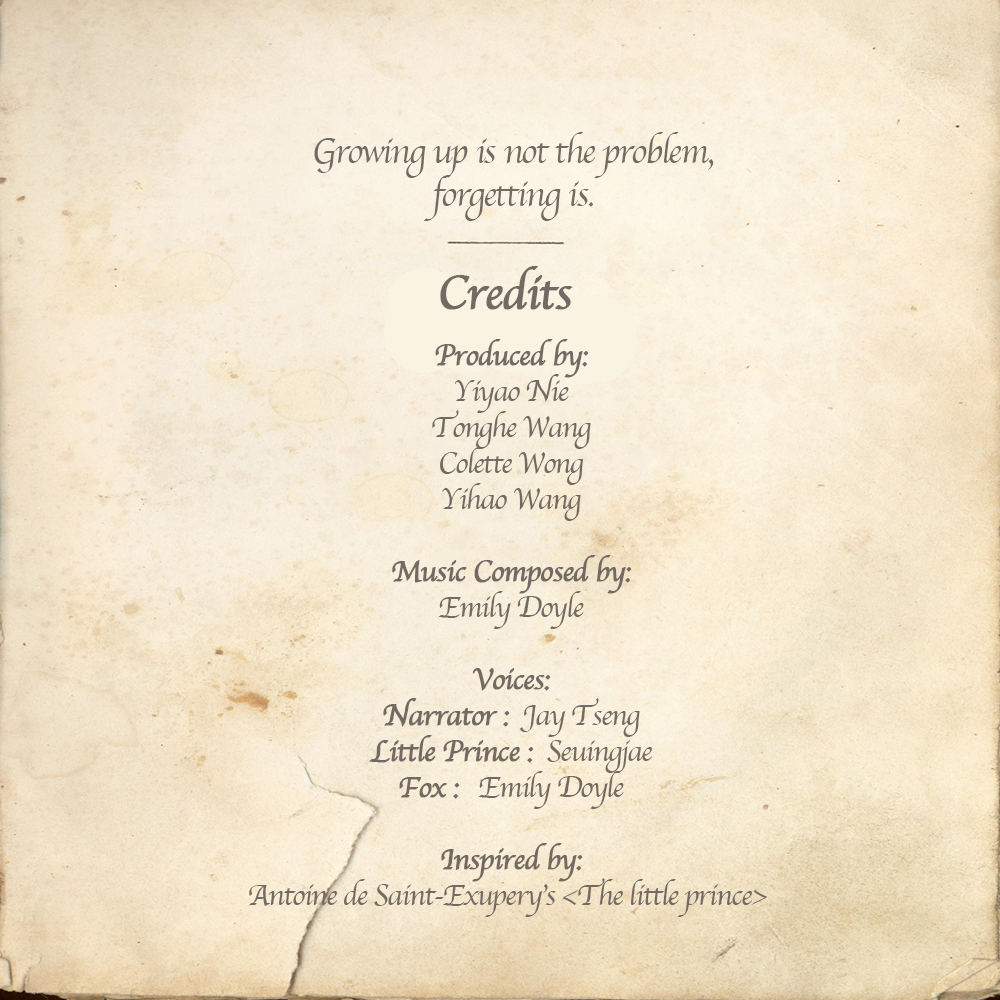 Growing up is not the problem,
forgetting is.
Credits
Produced by:
Yiyao Nie
Tonghe Wang
Colette Wong
Yihao Wang
Music Composed by:
Emily Doyle
Voices:
Narrator : Jay Tseng
Little Prince : Seuingjae
Fox : Emily Doyle
Inspired by:
Antoine de Saint-Exupery's <The little prince>